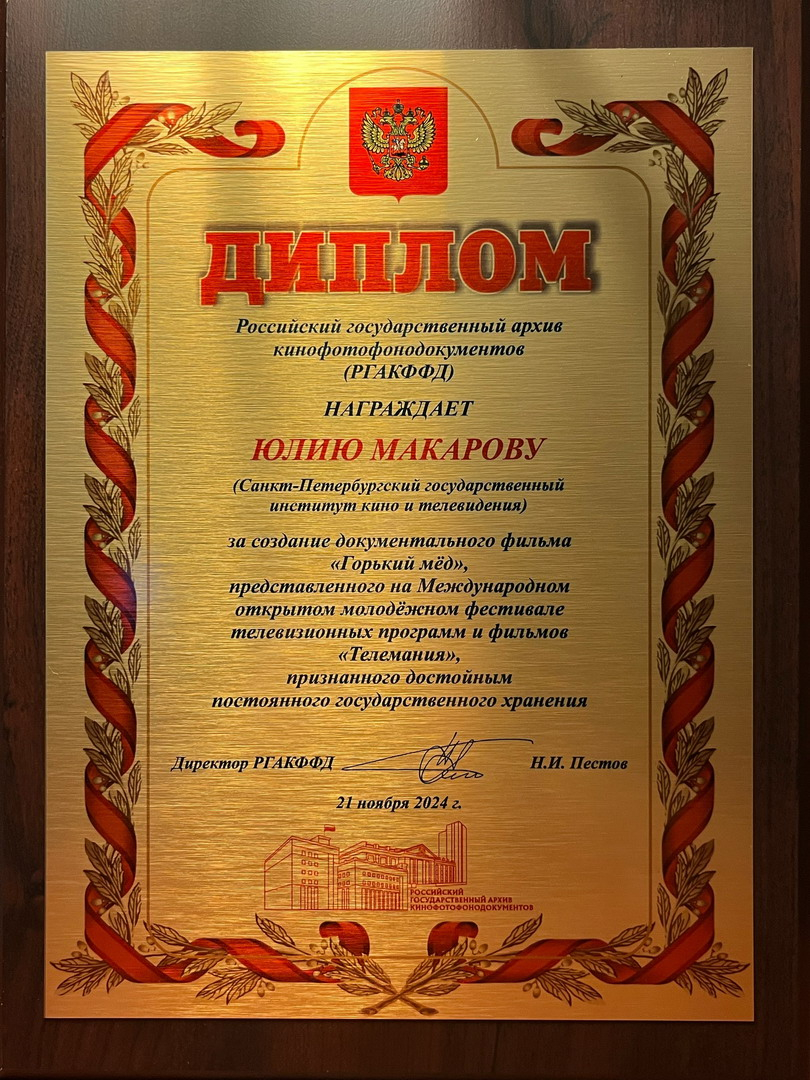 ДИПЛОМ
Российский государственный архив
кинофотофонодокументов
(РГАКФФД)
НАГРАЖДАЕТ
ЮЛИЮ МАКАРОВУ
(Санкт-Петербургский государственный
институт кино и телевидения)
за создание документального фильма
«Горький мёд»,
представленного на Международном
открытом молодёжном фестивале
телевизионных программ и фильмов
«Телемания»,
признанного достойным
постоянного государственного хранения
Директор РГАКФФД Н.И. Пестов
21 ноября 2024 г.
РОССИЙСКИЙ
ГОСУДАРСТВЕННЫЙ АРХИВ
КИНОФОТОФОНОДОКУМЕНТОВ